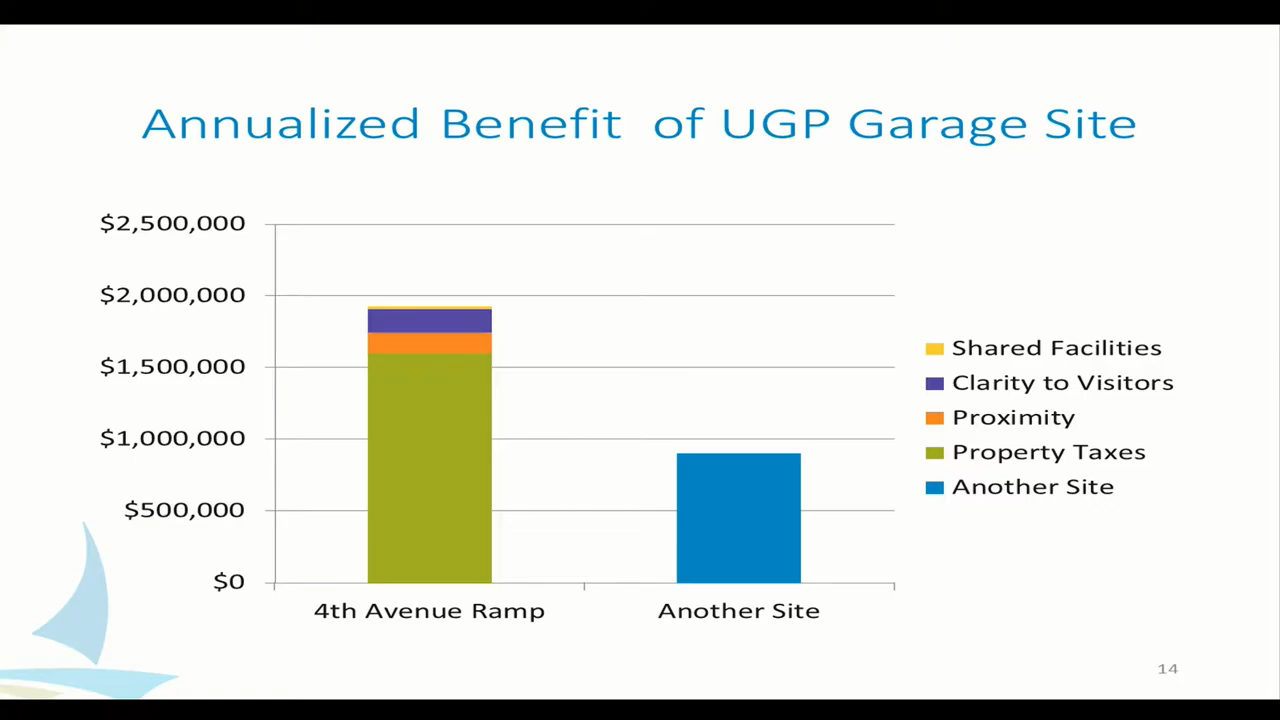 Annualized Benefit of UGP Garage Site
$2,500,000
$2,000,000
$1,500,000
$1,000,000
$500,000
$0
4th Avenue Ramp
Another Site
Shared Facilities
Clarity to Visitors
Proximity
Property Taxes
Another Site
14